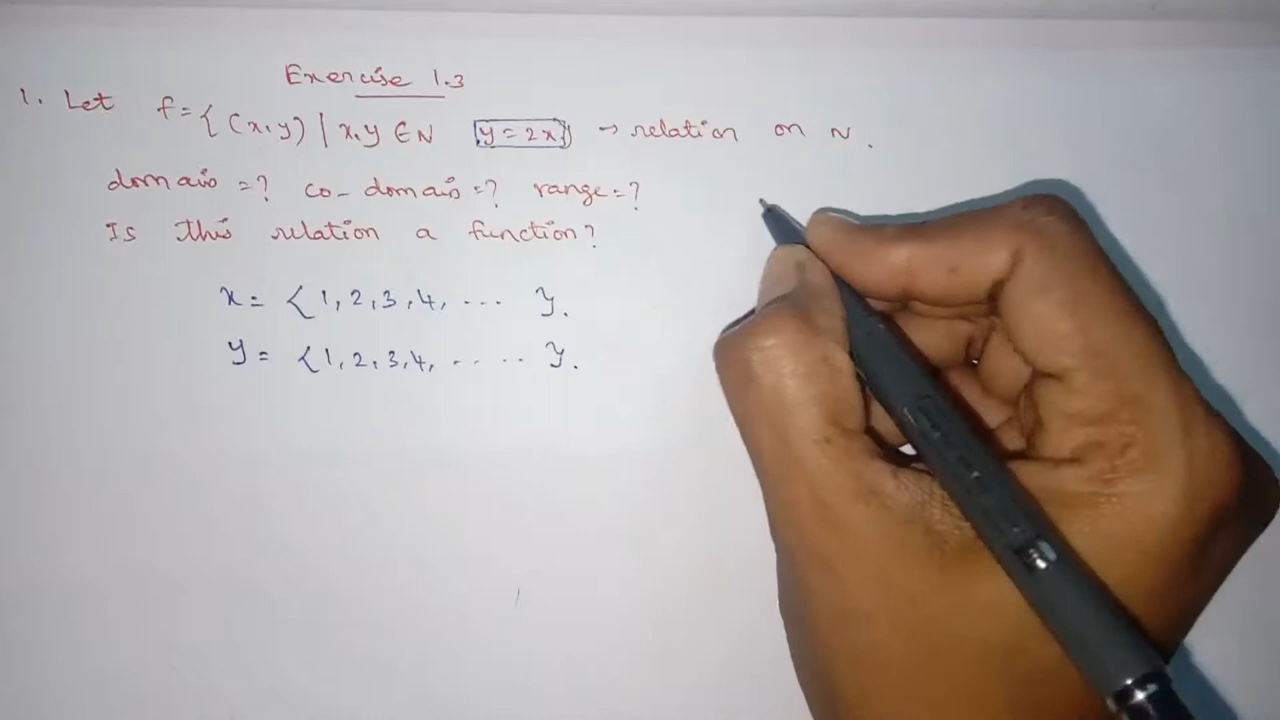 Exercise 1.3
1. Let f={(x,y) | x,y ∈ N y = 2x} → relation on N.
domain =? co-domain =? range =?
Is this relation a function?
x = {1, 2, 3, 4, ... }.
y = {1, 2, 3, 4, ..... }.